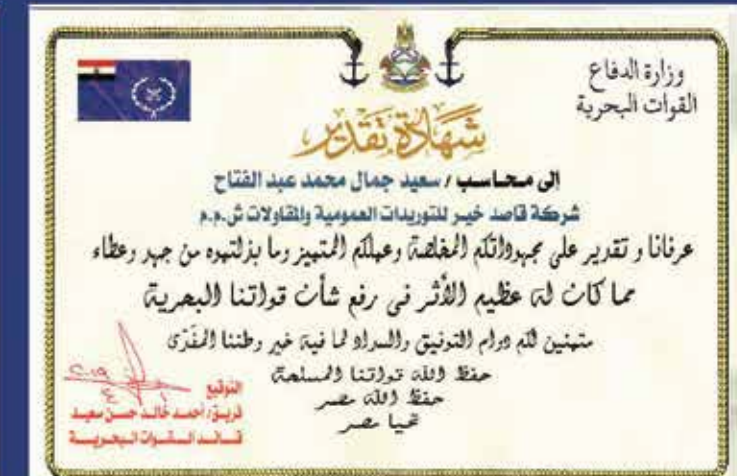 وزارة الدفاع
القوات البحرية
شهادة تقدير
الى محاسب / سعيد جمال محمد عبد الفتاح
شركة قاصد خير للتوريدات العمومية والمقاولات ش.م.م
عرفانا و تقدير على مجهوداتكم المخلصة وعملكم المتميز وما بذلتموه من جهد وعطاء
مما كان له عظيم الأثر فى رفع شأن قواتنا البحرية
متمنين لكم دوام التوفيق والسداد لما فية خير وطننا المفدى
حفظ الله قواتنا المسلحة
حفظ الله مصر
تحيا مصر
التوقيع
فريق / أحمد خالد حسن سعيد
قائد القوات البحرية